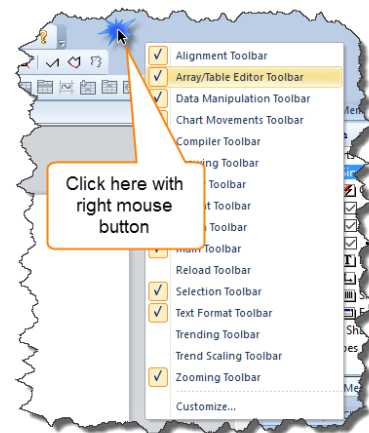 Alignment Toolbar
Array/Table Editor Toolbar
Data Manipulation Toolbar
Chart Movements Toolbar
Compiler Toolbar
Toolbar
Toolbar
Toolbar
Toolbar
Toolbar
Reload Toolbar
Selection Toolbar
Text Format Toolbar
Trending Toolbar
Trend Scaling Toolbar
Zooming Toolbar
Customize...
Click here with
right mouse
button